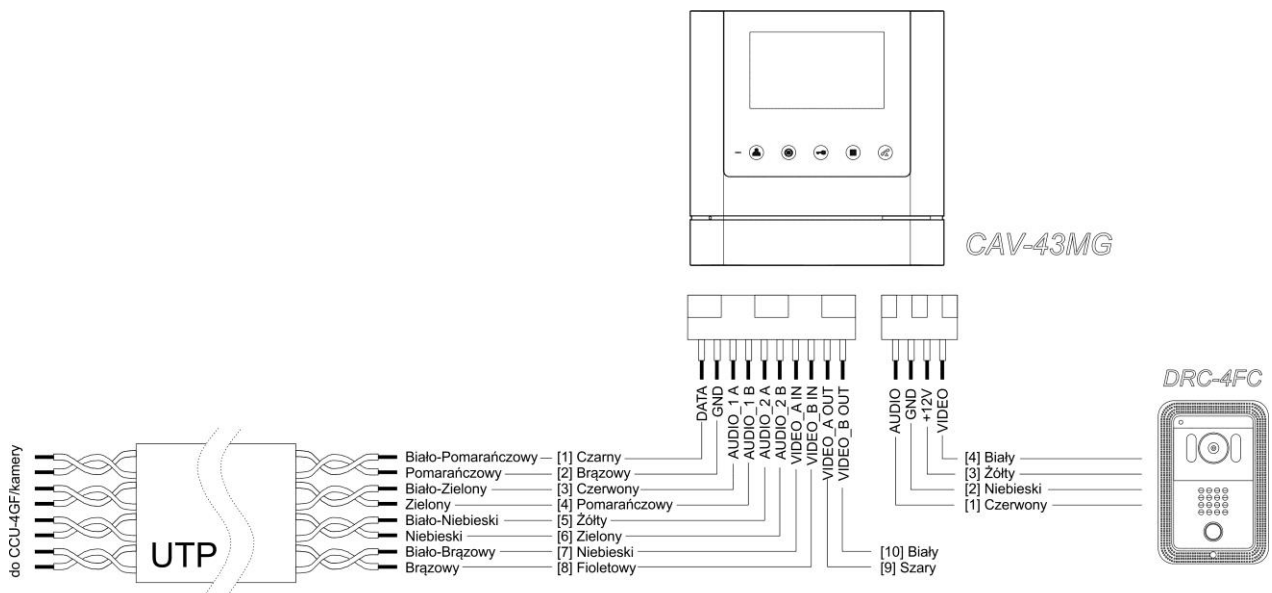 CAV-43MG
DATA
GND
AUDIO_1 A
AUDIO_1 B
AUDIO_2 A
AUDIO_2 B
VIDEO_A IN
VIDEO_B IN
VIDEO_A OUT
VIDEO_B OUT
AUDIO
GND
+12V
VIDEO
DRC-4FC
do CCU-4GF/kamery
UTP
Biało-Pomarańczowy [1] Czarny
Pomarańczowy [2] Brązowy
Biało-Zielony [3] Czerwony
Zielony [4] Pomarańczowy
Biało-Niebieski [5] Żółty
Niebieski [6] Zielony
Biało-Brązowy [7] Niebieski
Brązowy [8] Fioletowy
[10] Biały
[9] Szary
[4] Biały
[3] Żółty
[2] Niebieski
[1] Czerwony